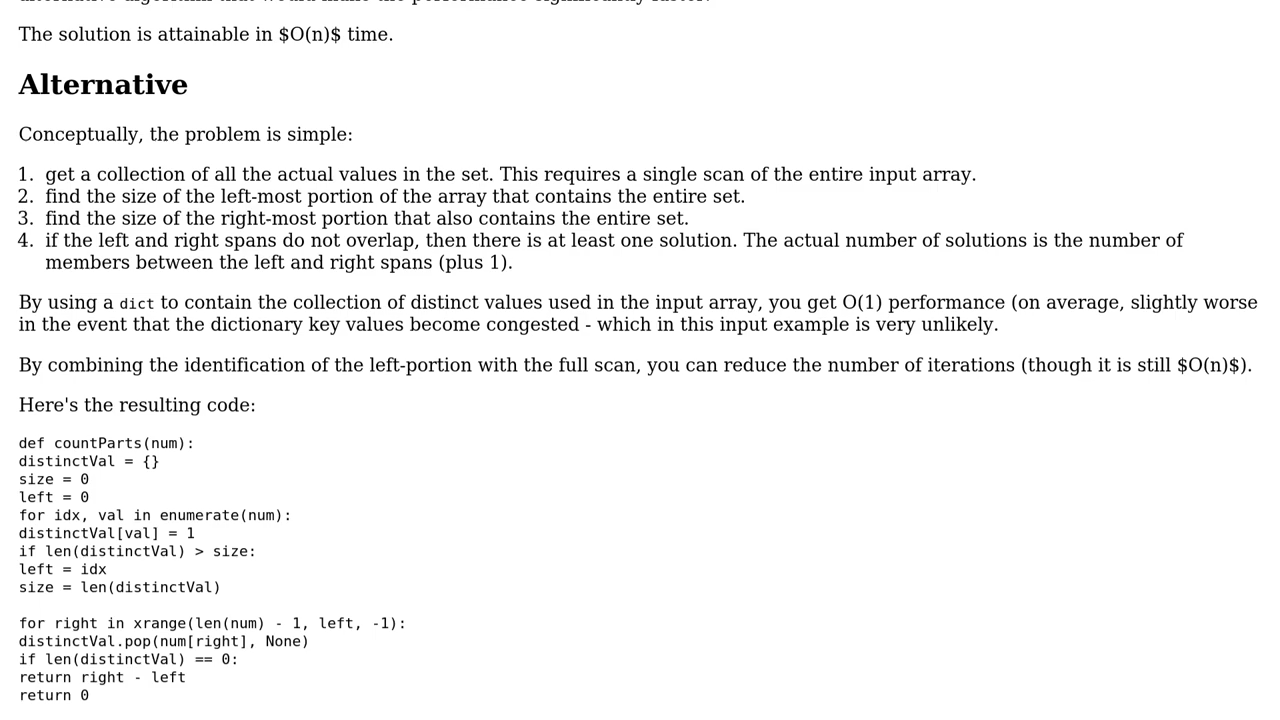 The solution is attainable in $O(n)$ time.
Alternative
Conceptually, the problem is simple:
1. get a collection of all the actual values in the set. This requires a single scan of the entire input array.
2. find the size of the left-most portion of the array that contains the entire set.
3. find the size of the right-most portion that also contains the entire set.
4. if the left and right spans do not overlap, then there is at least one solution. The actual number of solutions is the number of
members between the left and right spans (plus 1).
By using a dict to contain the collection of distinct values used in the input array, you get O(1) performance (on average, slightly worse
in the event that the dictionary key values become congested - which in this input example is very unlikely.
By combining the identification of the left-portion with the full scan, you can reduce the number of iterations (though it is still $O(n)$).
Here's the resulting code:
def countParts(num):
distinctVal = {}
size = 0
left = 0
for idx, val in enumerate(num):
distinctVal[val] = 1
if len(distinctVal) > size:
left = idx
size = len(distinctVal)
for right in xrange(len(num) - 1, left, -1):
distinctVal.pop(num[right], None)
if len(distinctVal) == 0:
return right - left
return 0